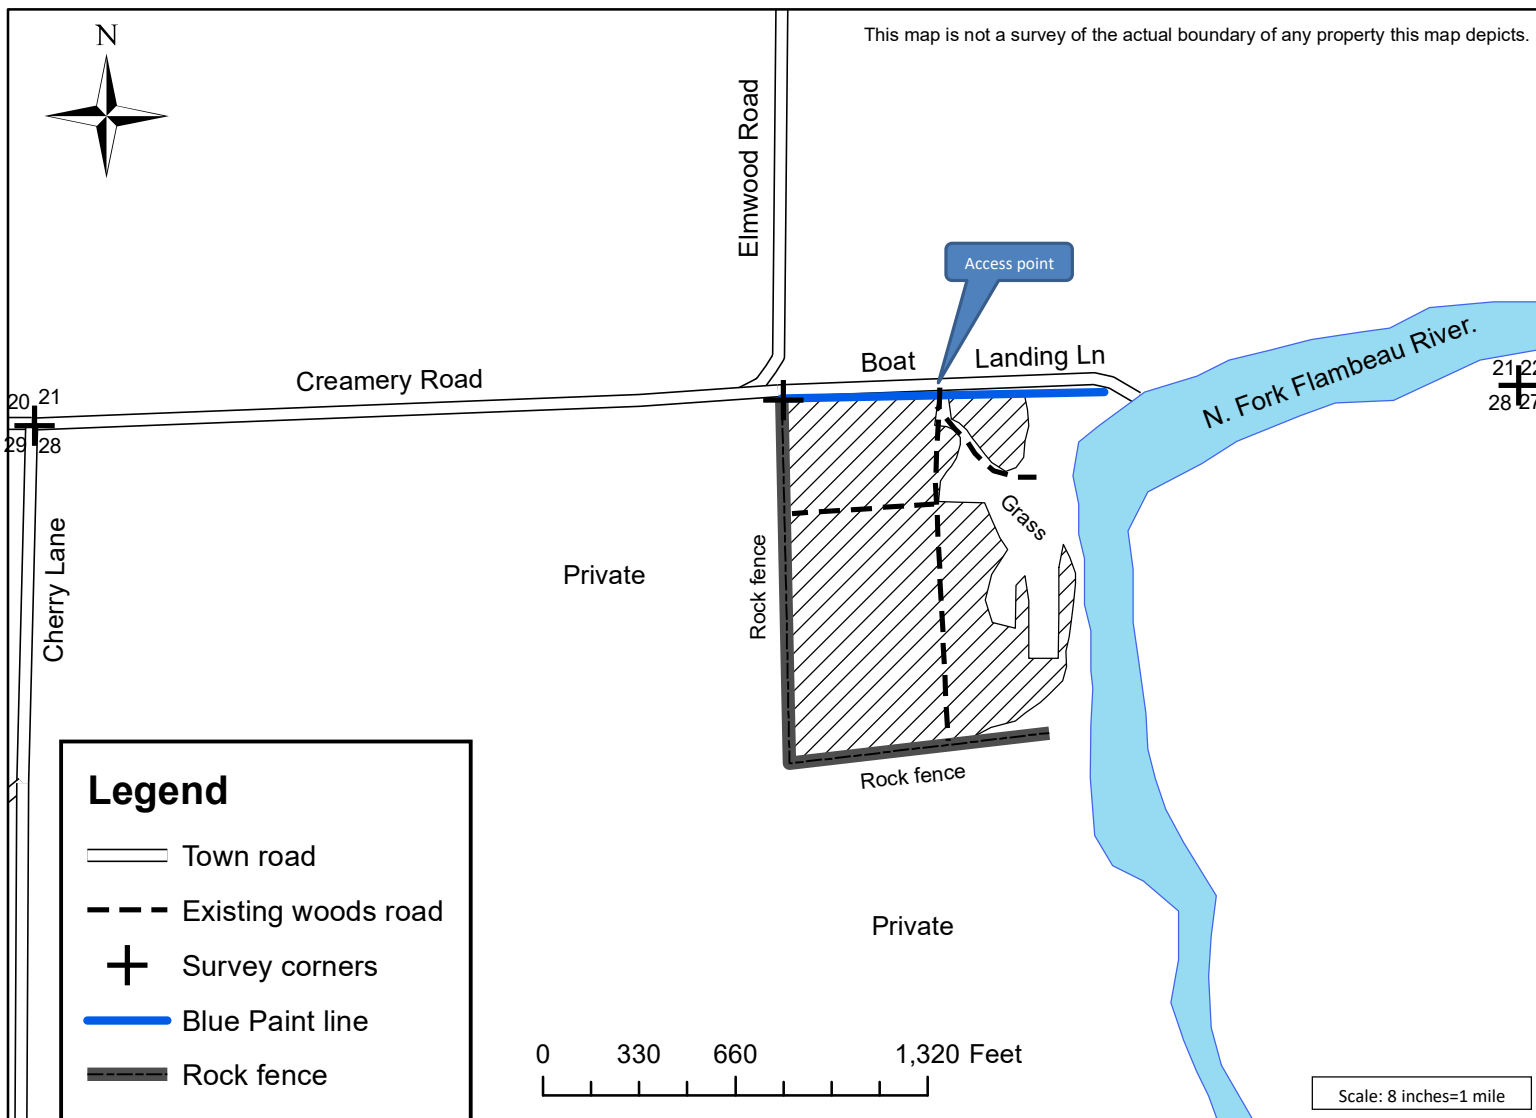 This map is not a survey of the actual boundary of any property this map depicts.
N
Elmwood Road
Access point
Boat Landing Ln
Creamery Road
N. Fork Flambeau River.
20 21
29 28
21 22
28 27
Cherry Lane
Private
Rock fence
Grass
Rock fence
Private
Legend
Town road
Existing woods road
Survey corners
Blue Paint line
Rock fence
0 330 660 1,320 Feet
Scale: 8 inches=1 mile